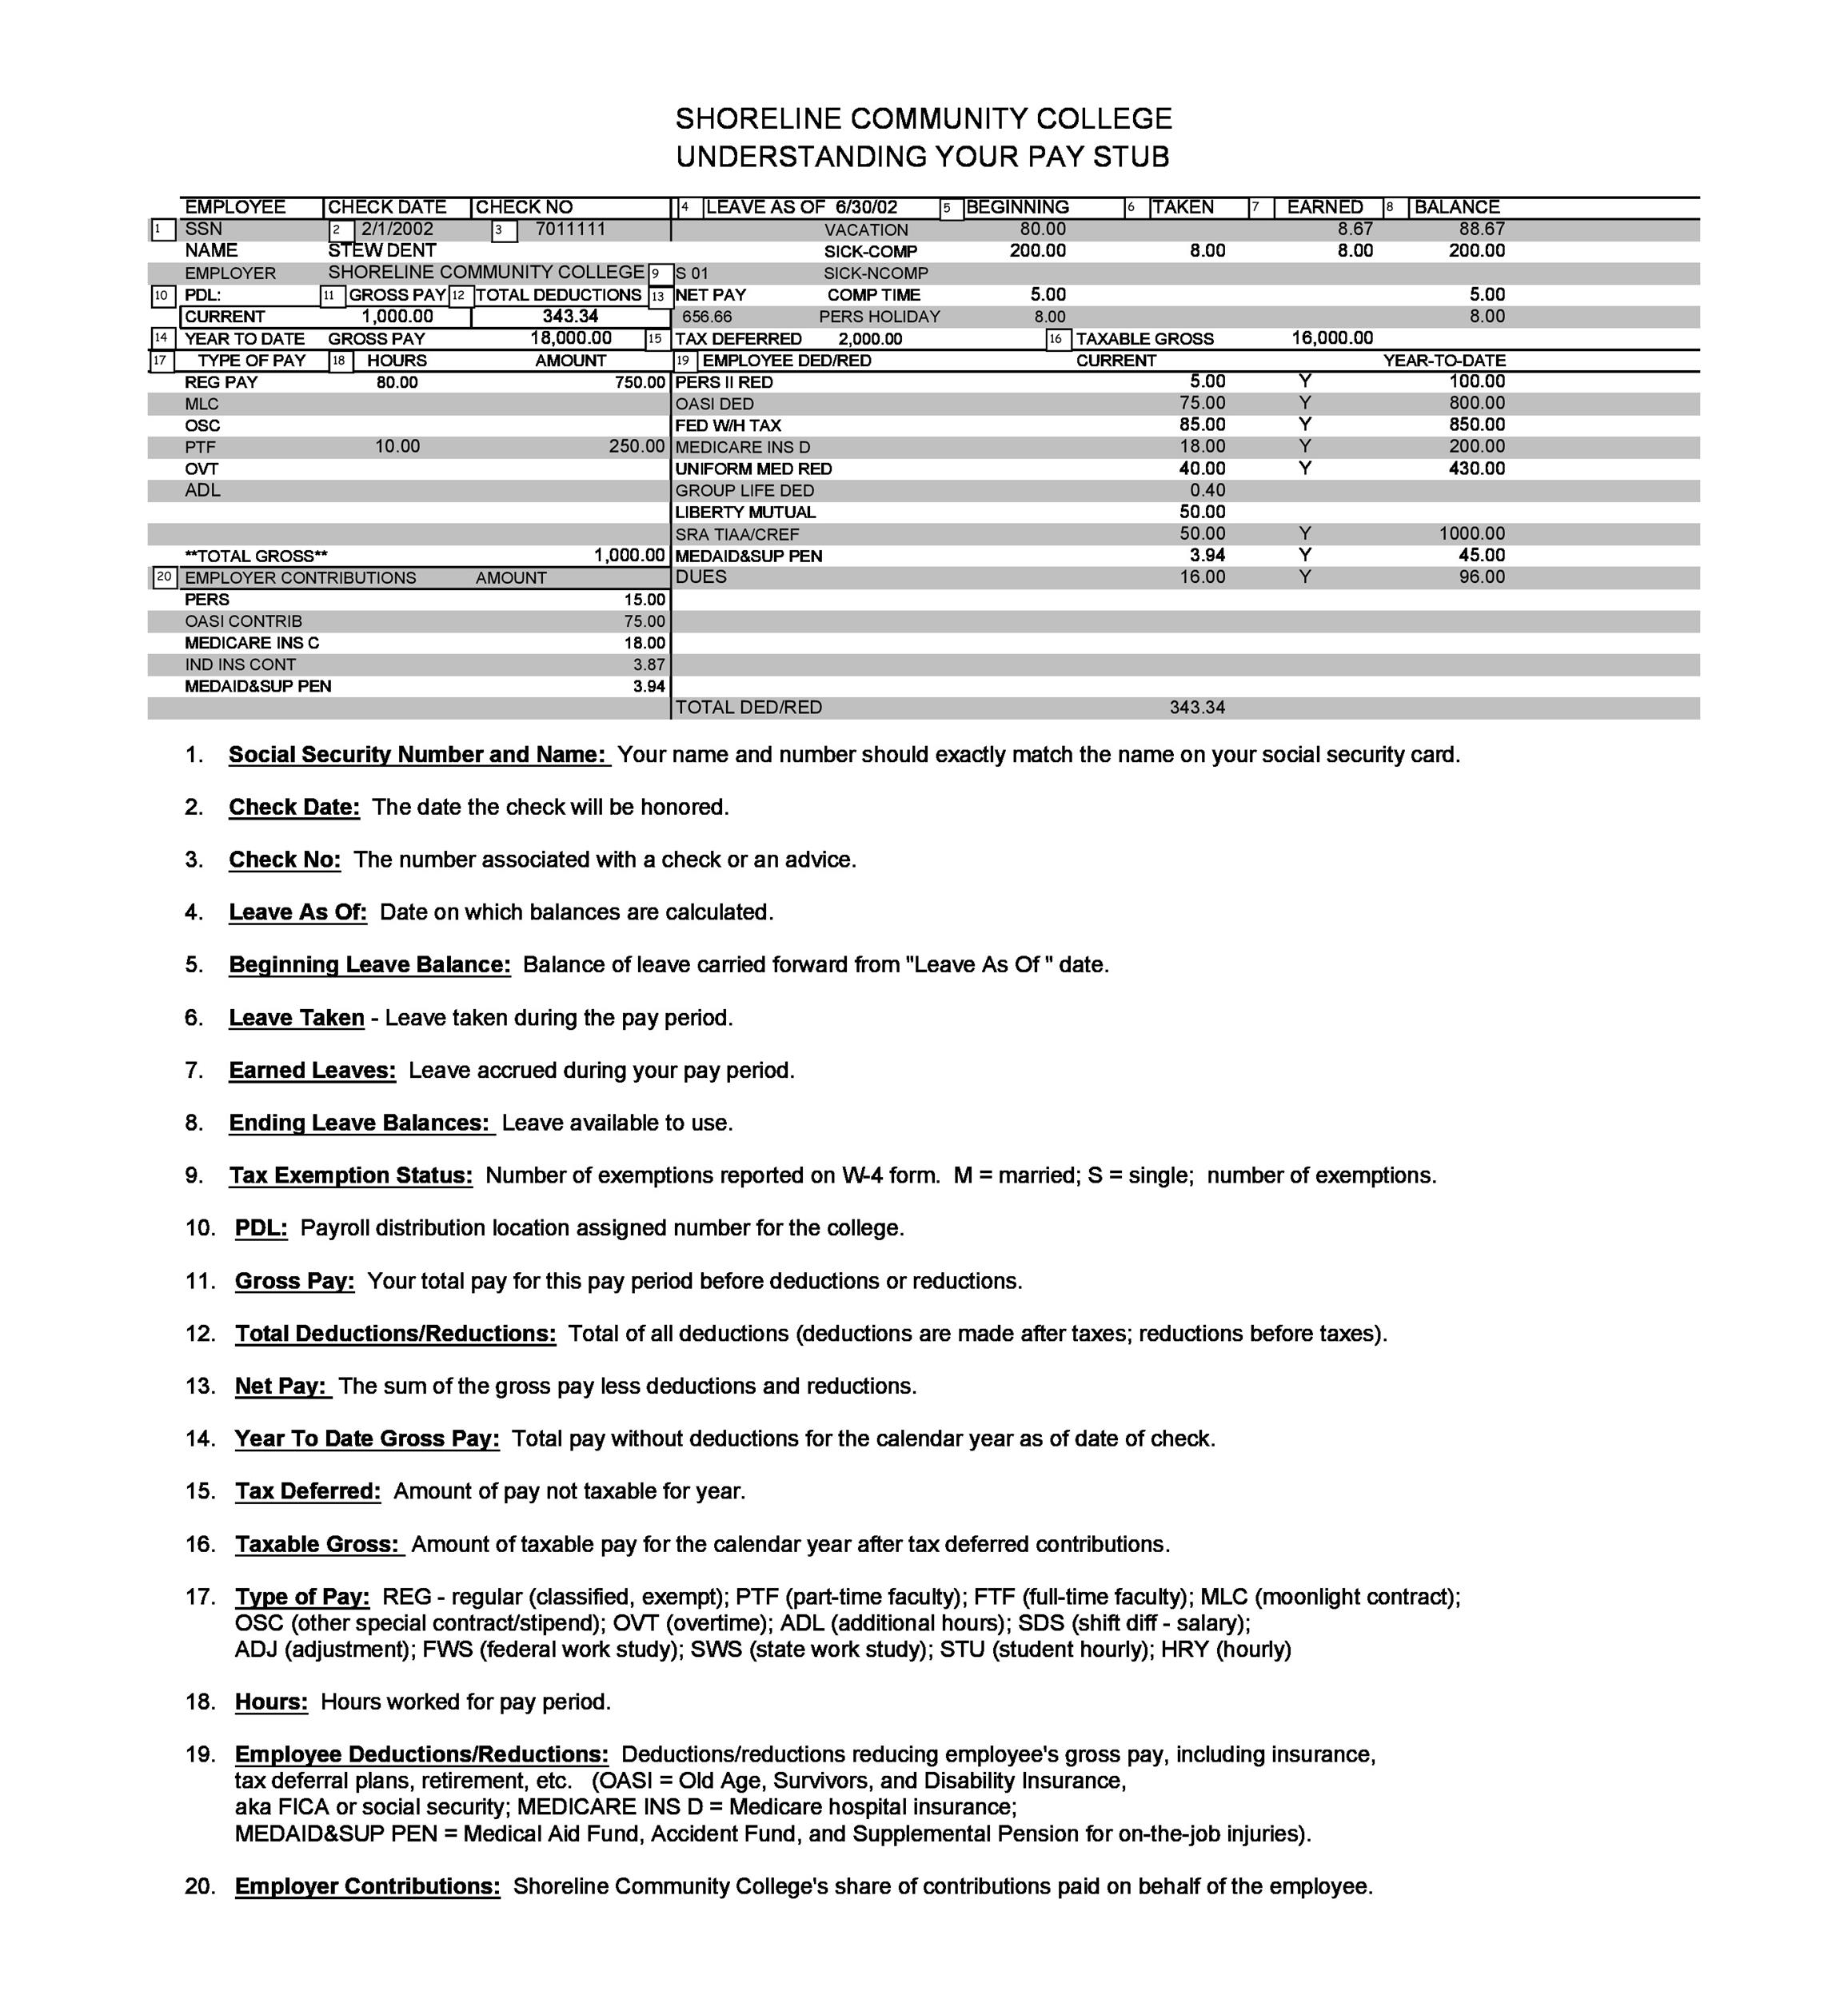 SHORELINE COMMUNITY COLLEGE
UNDERSTANDING YOUR PAY STUB
EMPLOYEE CHECK DATE CHECK NO 4 LEAVE AS OF 6/30/02 5 BEGINNING 6 TAKEN 7 EARNED 8 BALANCE
1 SSN 2 2/1/2002 3 7011111 VACATION 80.00 8.67 88.67
NAME STEW DENT SICK-COMP 200.00 8.00 8.00 200.00
EMPLOYER SHORELINE COMMUNITY COLLEGE 9 S 01 SICK-NCOMP
10 PDL: 11 GROSS PAY 12 TOTAL DEDUCTIONS 13 NET PAY COMP TIME 5.00 5.00
CURRENT 1,000.00 343.34 656.66 PERS HOLIDAY 8.00 8.00
14 YEAR TO DATE GROSS PAY 18,000.00 15 TAX DEFERRED 2,000.00 16 TAXABLE GROSS 16,000.00
17 TYPE OF PAY 18 HOURS AMOUNT 19 EMPLOYEE DED/RED CURRENT YEAR-TO-DATE
REG PAY 80.00 750.00 PERS II RED 5.00 Y 100.00
MLC OASI DED 75.00 Y 800.00
OSC FED W/H TAX 85.00 Y 850.00
PTF 10.00 250.00 MEDICARE INS D 18.00 Y 200.00
OVT UNIFORM MED RED 40.00 Y 430.00
ADL GROUP LIFE DED 0.40
LIBERTY MUTUAL 50.00
SRA TIAA/CREF 50.00 Y 1000.00
**TOTAL GROSS** 1,000.00 MEDAID&SUP PEN 3.94 Y 45.00
20 EMPLOYER CONTRIBUTIONS AMOUNT DUES 16.00 Y 96.00
PERS 15.00
OASI CONTRIB 75.00
MEDICARE INS C 18.00
IND INS CONT 3.87
MEDAID&SUP PEN 3.94
TOTAL DED/RED 343.34
1. Social Security Number and Name: Your name and number should exactly match the name on your social security card.
2. Check Date: The date the check will be honored.
3. Check No: The number associated with a check or an advice.
4. Leave As Of: Date on which balances are calculated.
5. Beginning Leave Balance: Balance of leave carried forward from "Leave As Of " date.
6. Leave Taken - Leave taken during the pay period.
7. Earned Leaves: Leave accrued during your pay period.
8. Ending Leave Balances: Leave available to use.
9. Tax Exemption Status: Number of exemptions reported on W-4 form. M = married; S = single; number of exemptions.
10. PDL: Payroll distribution location assigned number for the college.
11. Gross Pay: Your total pay for this pay period before deductions or reductions.
12. Total Deductions/Reductions: Total of all deductions (deductions are made after taxes; reductions before taxes).
13. Net Pay: The sum of the gross pay less deductions and reductions.
14. Year To Date Gross Pay: Total pay without deductions for the calendar year as of date of check.
15. Tax Deferred: Amount of pay not taxable for year.
16. Taxable Gross: Amount of taxable pay for the calendar year after tax deferred contributions.
17. Type of Pay: REG - regular (classified, exempt); PTF (part-time faculty); FTF (full-time faculty); MLC (moonlight contract);
OSC (other special contract/stipend); OVT (overtime); ADL (additional hours); SDS (shift diff - salary);
ADJ (adjustment); FWS (federal work study); SWS (state work study); STU (student hourly); HRY (hourly)
18. Hours: Hours worked for pay period.
19. Employee Deductions/Reductions: Deductions/reductions reducing employee's gross pay, including insurance,
tax deferral plans, retirement, etc. (OASI = Old Age, Survivors, and Disability Insurance,
aka FICA or social security; MEDICARE INS D = Medicare hospital insurance;
MEDAID&SUP PEN = Medical Aid Fund, Accident Fund, and Supplemental Pension for on-the-job injuries).
20. Employer Contributions: Shoreline Community College's share of contributions paid on behalf of the employee.